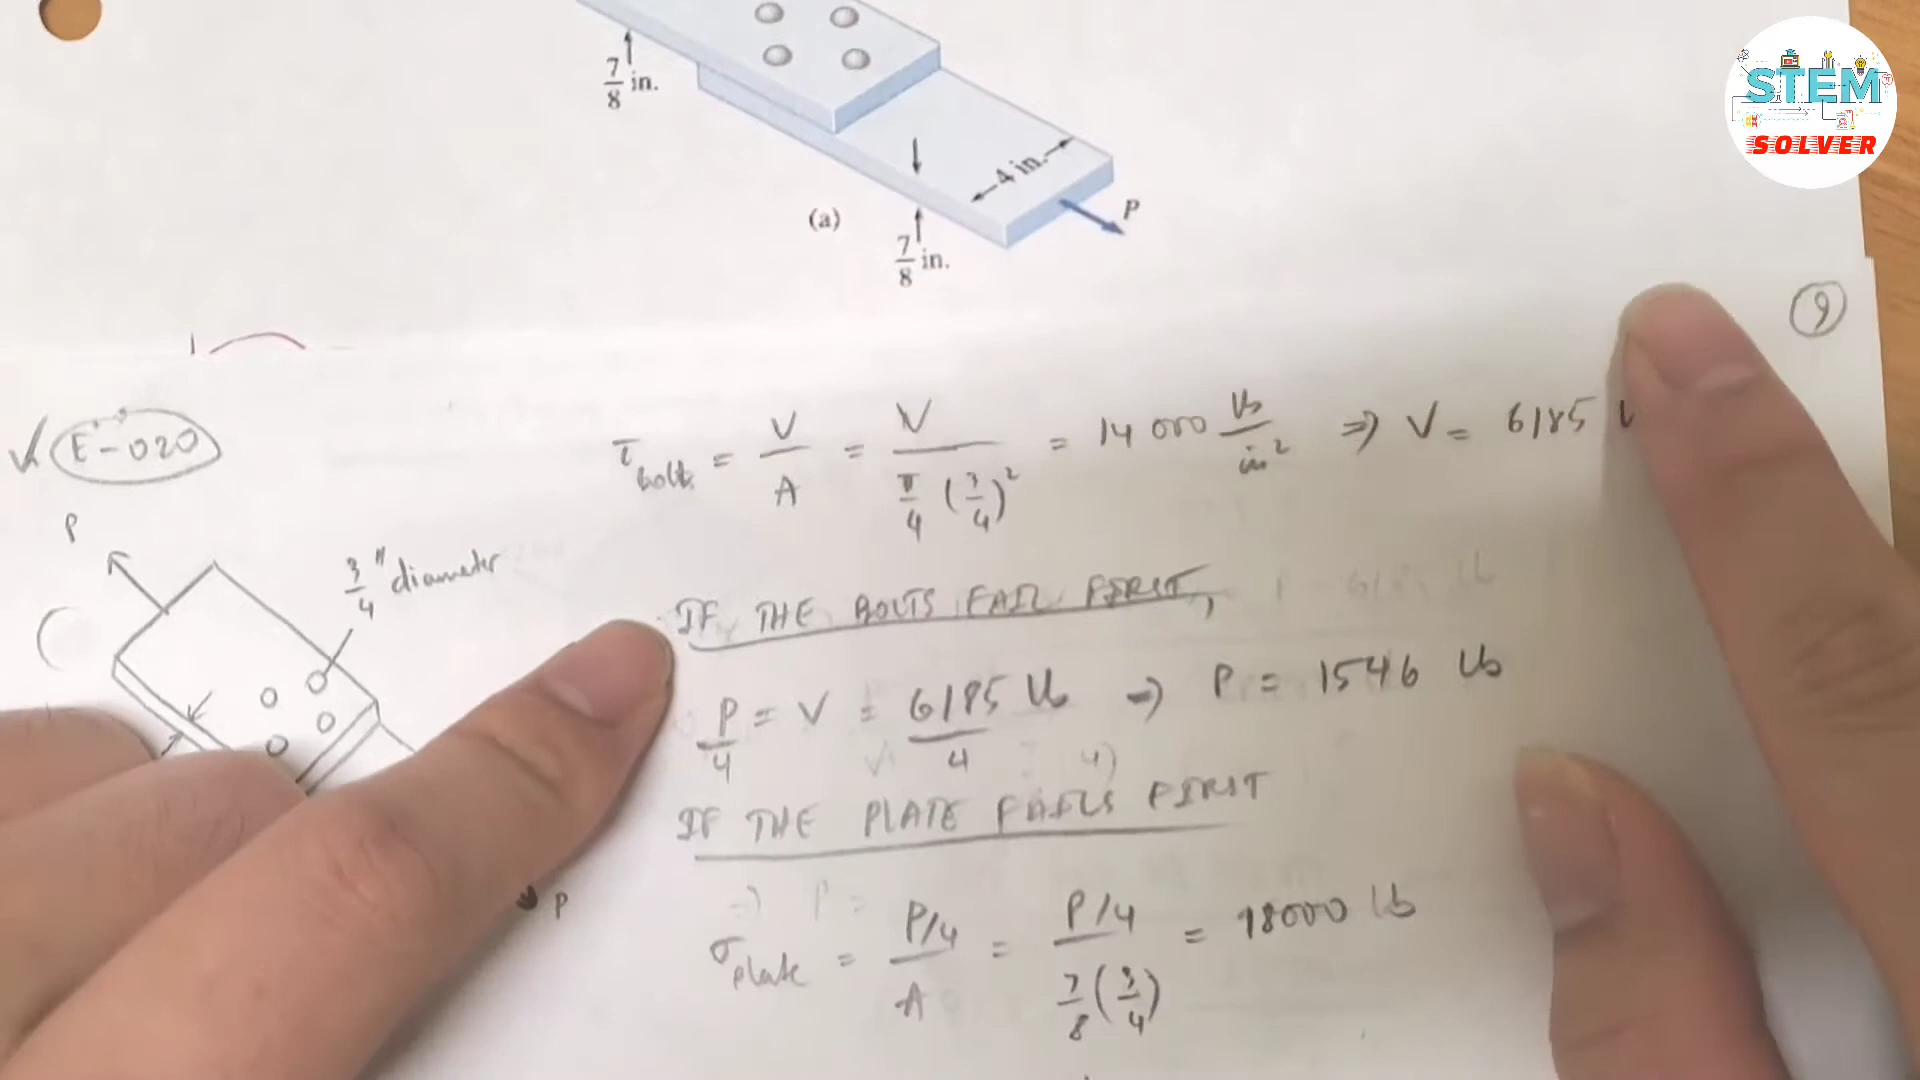 STEM
SOLVER
7/8 in.
4 in.
P
(a)
7/8 in.
9
E-020
τ bolt = V/A = V / π/4 (3/4)² = 14 000 lb/in² ⇒ V = 6185
P
3/4" diameter
IF THE BOLTS FAIL FIRST,
P/4 = V = 6185 lb / 4 ⇒ P = 1546 lb
IF THE PLATE FAILS FIRST
P
σ plate = P/4 / A = P/4 / 7/8 (3/4) = 18000 lb